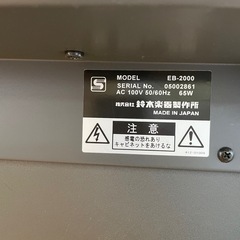 S
MODEL EB-2000
SERIAL No. 05002861
AC 100V 50/60Hz 65W
株式会社 鈴木楽器製作所
MADE IN JAPAN
注意
感電の恐れあり
キャビネットをあけるな